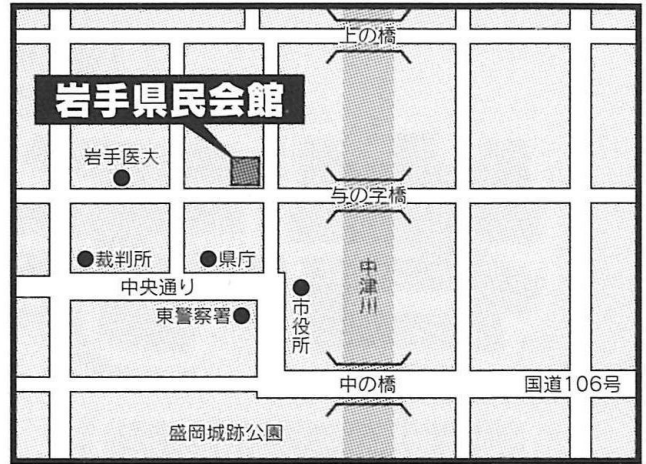 上の橋
岩手県民会館
岩手医大
与の字橋
裁判所
県庁
中央通り
中津川
市役所
東警察署
中の橋
国道106号
盛岡城跡公園